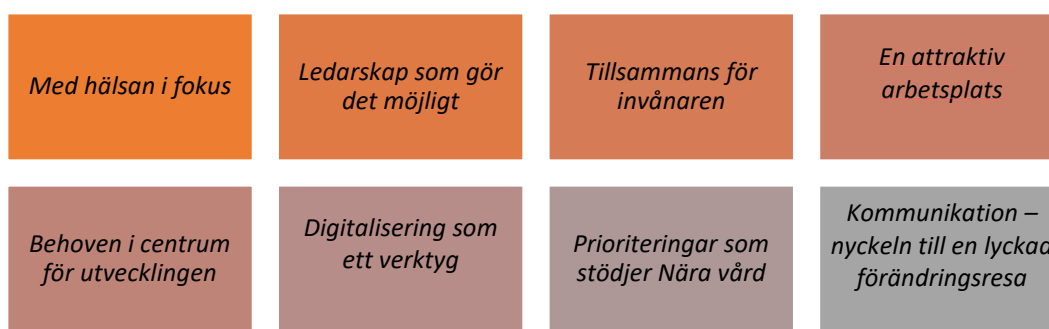 Med hälsan i fokus
Ledarskap som gör
det möjligt
Tillsammans för
invånaren
En attraktiv
arbetsplats
Behoven i centrum
för utvecklingen
Digitalisering som
ett verktyg
Prioriteringar som
stödjer Nära vård
Kommunikation –
nyckeln till en lyckad
förändringsresa